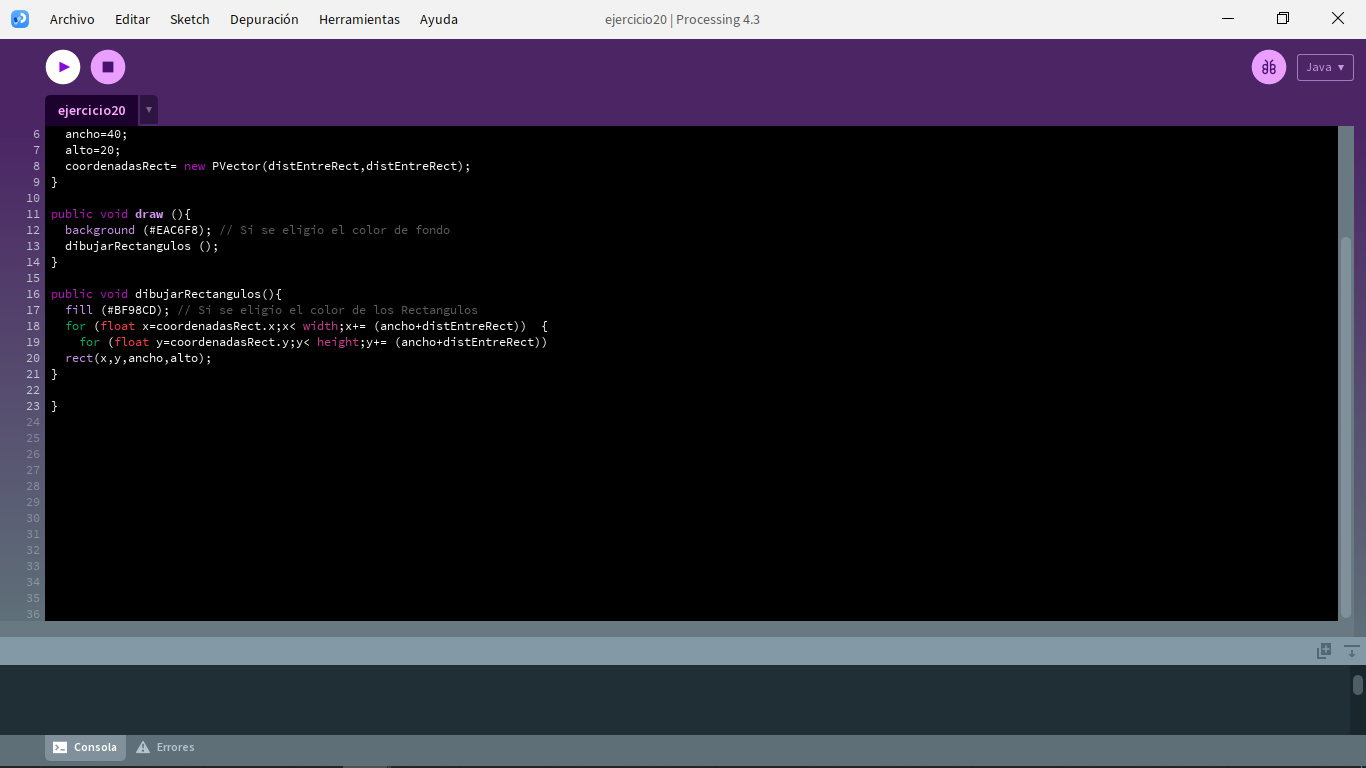 Archivo Editar Sketch Depuración Herramientas Ayuda ejercicio20 | Processing 4.3
Java ▾
ejercicio20 ▾
6 ancho=40;
7 alto=20;
8 coordenadasRect= new PVector(distEntreRect,distEntreRect);
9 }
10
11 public void draw (){
12 background (#EAC6F8); // Si se eligio el color de fondo
13 dibujarRectangulos ();
14 }
15
16 public void dibujarRectangulos(){
17 fill (#BF98CD); // Si se eligio el color de los Rectangulos
18 for (float x=coordenadasRect.x;x< width;x+= (ancho+distEntreRect))  {
19 for (float y=coordenadasRect.y;y< height;y+= (ancho+distEntreRect))
20 rect(x,y,ancho,alto);
21 }
22
23 }
24
25
26
27
28
29
30
31
32
33
34
35
36
Consola Errores